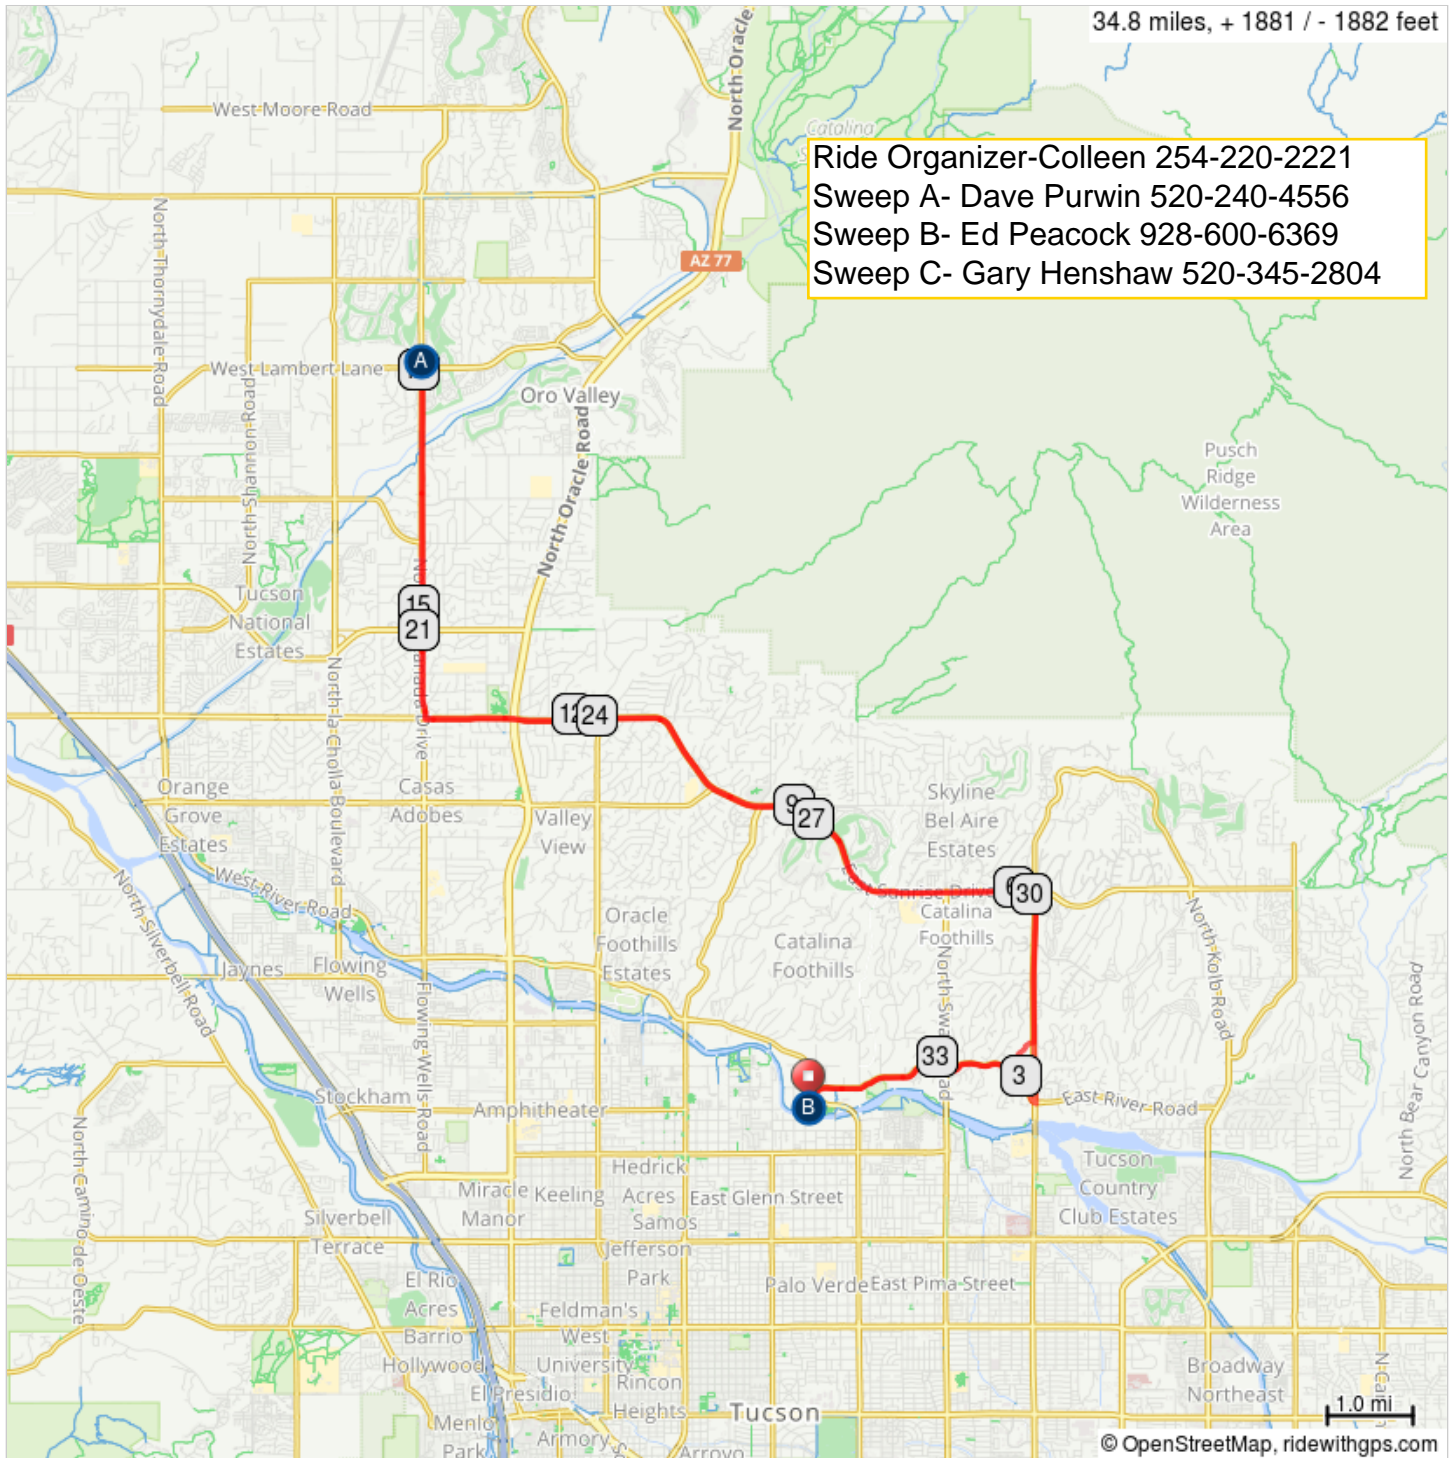 34.8 miles, + 1881 / - 1882 feet
North Oracle
West Moore Road
Catalina
Ride Organizer-Colleen 254-220-2221
Sweep A- Dave Purwin 520-240-4556
Sweep B- Ed Peacock 928-600-6369
Sweep C- Gary Henshaw 520-345-2804
North Thornydale Road
AZ 77
A
West Lambert Lane
Oro Valley
North Shannon Road
North Oracle Road
Pusch
Ridge
Wilderness
Area
15
21
Tucson
National
Estates
North la Cholla Boulevard
12
24
Drive
Orange
Grove
Estates
Casas
Adobes
Valley
View
9
27
Skyline
Bel Aire
Estates
East Sunrise Drive
6
30
Catalina
Foothills
West River Road
North Silverbell Road
Oracle
Foothills
Estates
Catalina
Foothills
North Kolb Road
Jaynes
Flowing
Wells
Flowing Wells Road
North Bear Canyon Road
33
3
B
Stockham
Amphitheater
East River Road
North Camino de Oeste
Hedrick
Acres
Miracle
Manor
Keeling
East Glenn Street
Tucson
Country
Club Estates
Samos
Silverbell
Terrace
Jefferson
Park
El Rio
Acres
Palo Verde
East Pima Street
Barrio
Hollywood
Feldman's
West
University
Rincon
Heights
El Presidio
Broadway
Northeast
Menlo
Park
Armory
Tucson
Arroyo
1.0 mi
© OpenStreetMap, ridewithgps.com